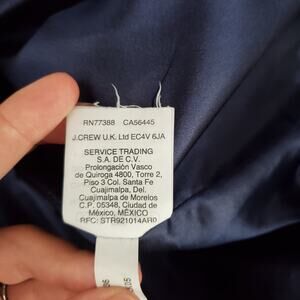 RN77388 CA56445
J.CREW U.K. Ltd EC4V 6JA
SERVICE TRADING
S.A. DE C.V.
Prolongación Vasco
de Quiroga 4800, Torre 2,
Piso 3 Col. Santa Fe
Cuajimalpa, Del.
Cuajimalpa de Morelos
C.P. 05348, Ciudad de
México, MÉXICO
RFC: STR921014AR0